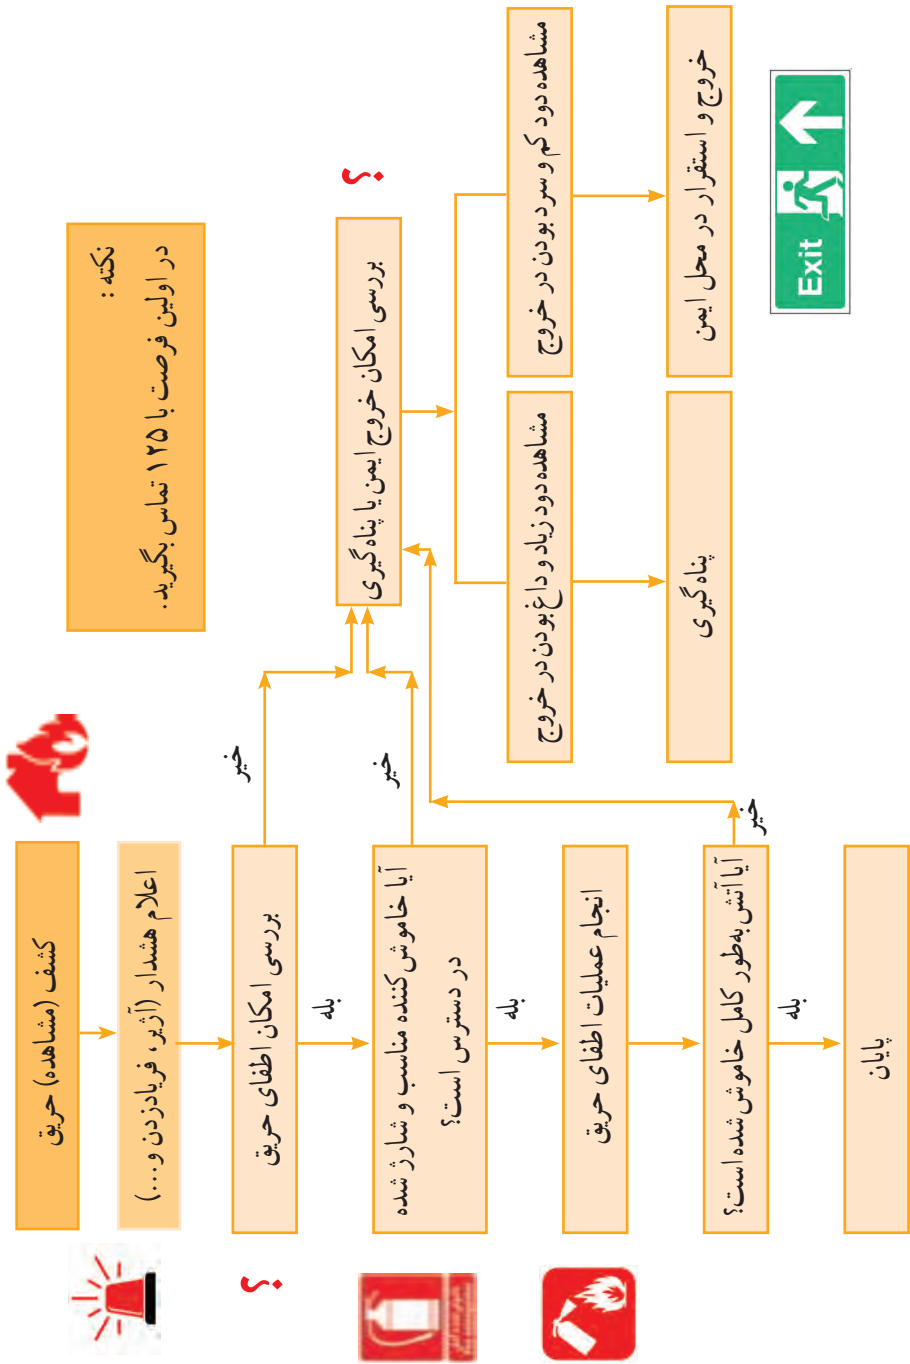 کشف (مشاهده) حریق
اعلام هشدار (آژیر، فریادزدن و...)
بررسی امکان اطفای حریق
خیر
بله
آیا خاموش‌کننده مناسب و شارژ شده
در دسترس است؟
خیر
بله
انجام عملیات اطفای حریق
آیا آتش به‌طور کامل خاموش شده است؟
خیر
بله
پایان
؟
نکته :
در اولین فرصت با ۱۲۵ تماس بگیرید.
؟
بررسی امکان خروج ایمن یا پناه‌گیری
مشاهده دود زیاد و داغ بودن در خروج
مشاهده دود کم و سرد بودن در خروج
پناه‌گیری
خروج و استقرار در محل ایمن
Exit